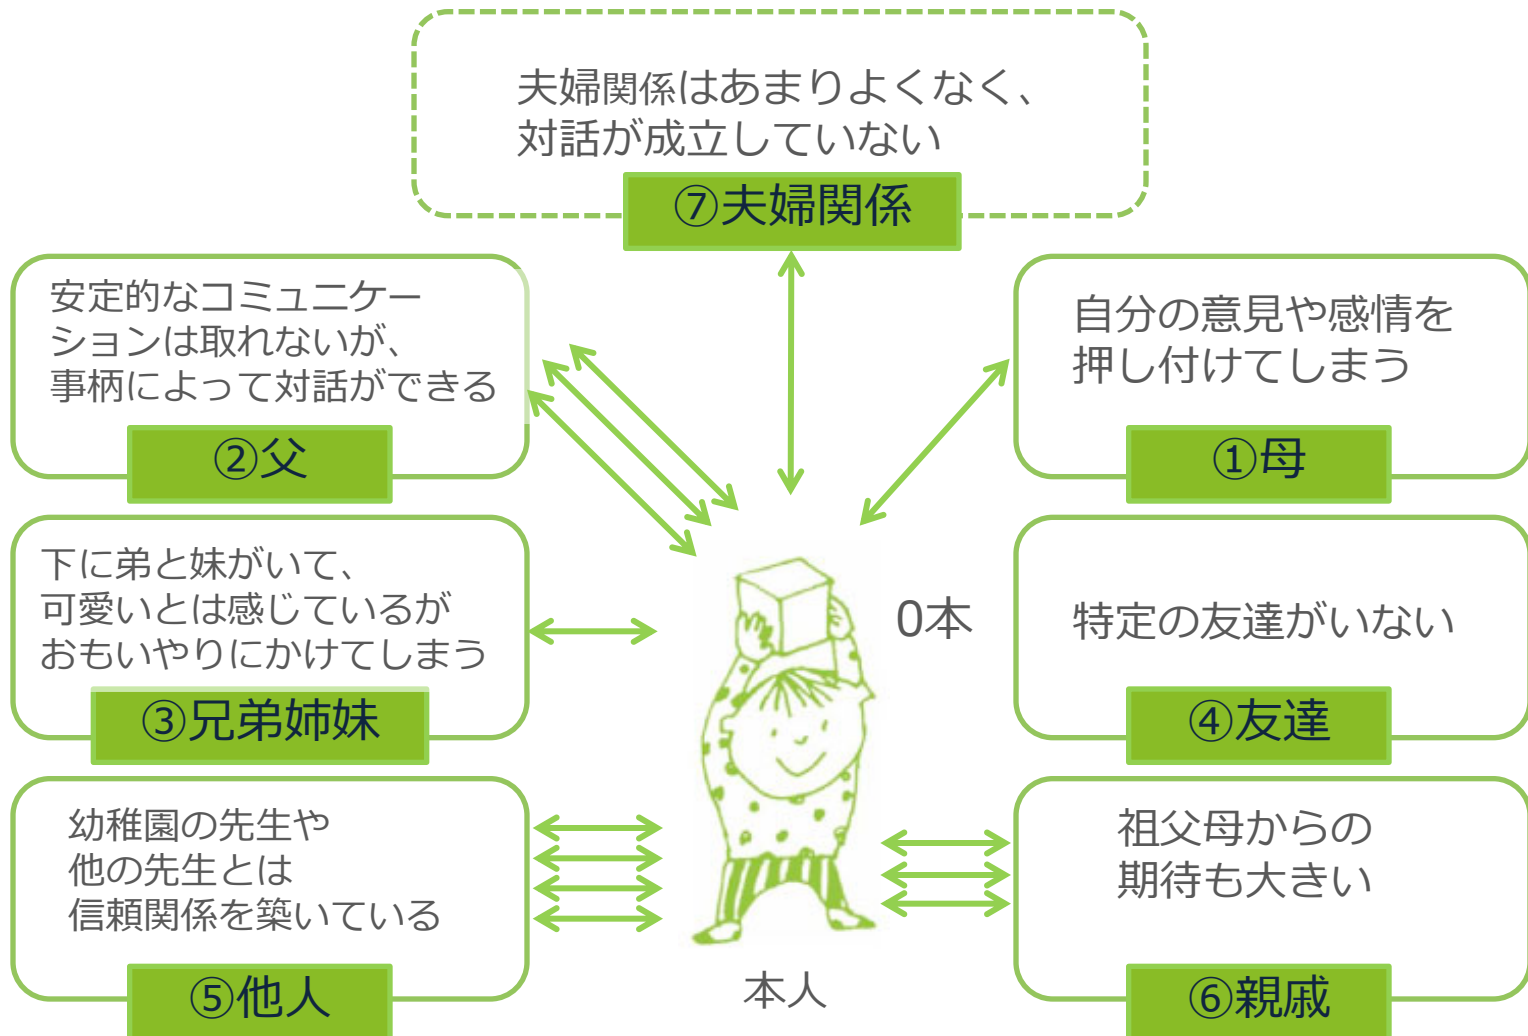 夫婦関係はあまりよくなく、
対話が成立していない
⑦夫婦関係
安定的なコミュニケー
ションは取れないが、
事柄によって対話ができる
②父
自分の意見や感情を
押し付けてしまう
①母
下に弟と妹がいて、
可愛いとは感じているが
おもいやりにかけてしまう
③兄弟姉妹
0本
特定の友達がいない
④友達
幼稚園の先生や
他の先生とは
信頼関係を築いている
⑤他人
本人
祖父母からの
期待も大きい
⑥親戚